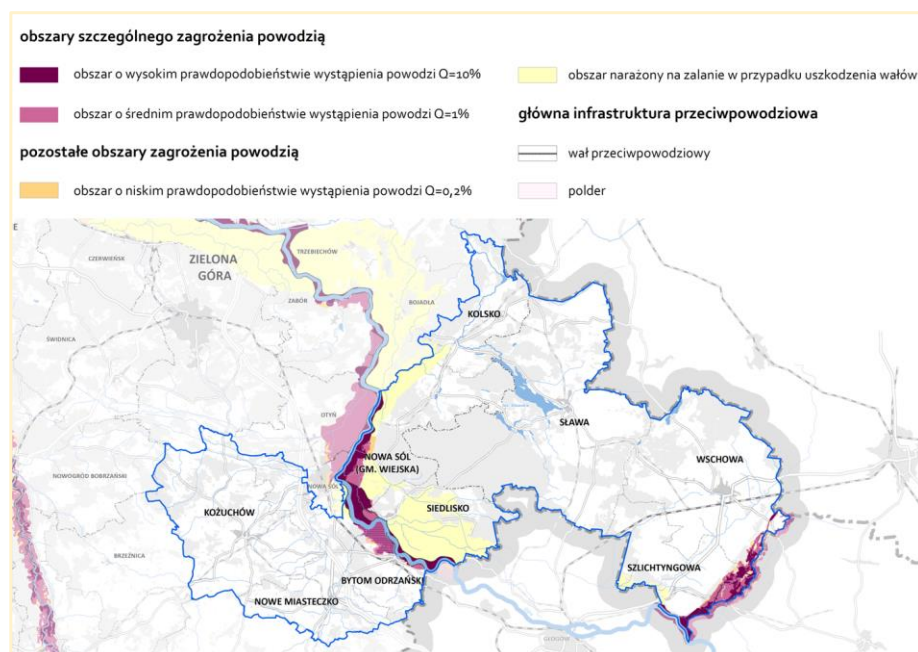 obszary szczególnego zagrożenia powodzią
obszar o wysokim prawdopodobieństwie wystąpienia powodzi Q=10%
obszar o średnim prawdopodobieństwie wystąpienia powodzi Q=1%
pozostałe obszary zagrożenia powodzią
obszar o niskim prawdopodobieństwie wystąpienia powodzi Q=0,2%
obszar narażony na zalanie w przypadku uszkodzenia wałów
główna infrastruktura przeciwpowodziowa
wał przeciwpowodziowy
polder
E
CZERWIEŃSK
ZIELONA
GÓRA
TRZEBIECHÓW
ZABÓR
BOJADŁA
KOLSKO
ŚWIDNICA
OTYŃ
SŁAWA
NOWA SÓL
(GM. WIEJSKA)
WSCHOWA
NOWOGRÓD BOBRZAŃSKI
NOWA SÓL
KOŻUCHÓW
SIEDLISKO
BRZEŹNICA
SZLICHTYNGOWA
BYTOM ODRZAŃSKI
NOWE MIASTECZKO
GŁOGÓW